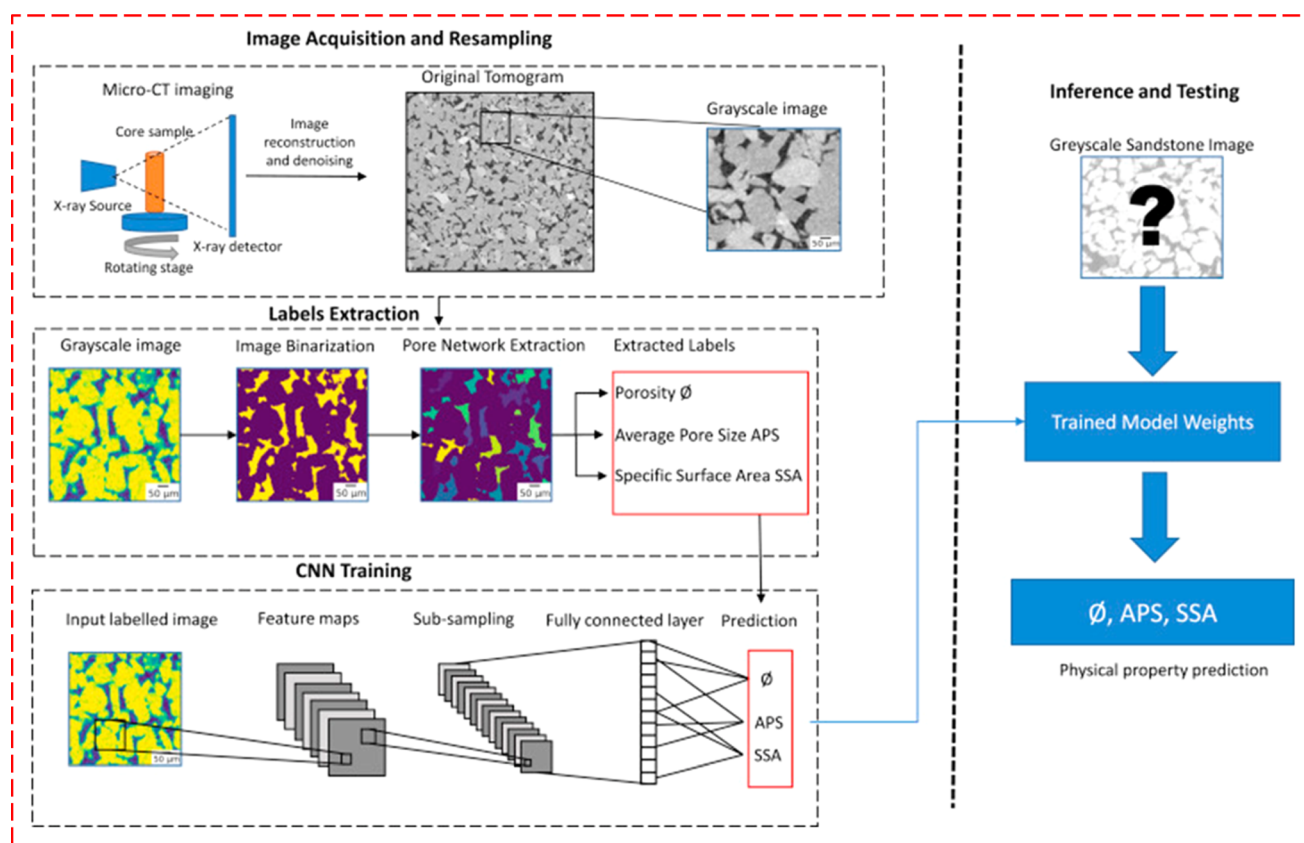 Image Acquisition and Resampling
Micro-CT imaging
Core sample
X-ray Source
X-ray detector
Rotating stage
Image
reconstruction
and denoising
Original Tomogram
Grayscale image
50 µm
Labels Extraction
Grayscale image
50 µm
Image Binarization
50 µm
Pore Network Extraction
50 µm
Extracted Labels
Porosity Ø
Average Pore Size APS
Specific Surface Area SSA
CNN Training
Input labelled image
50 µm
Feature maps
Sub-sampling
Fully connected layer
Prediction
Ø
APS
SSA
Inference and Testing
Greyscale Sandstone Image
?
Trained Model Weights
Ø, APS, SSA
Physical property prediction